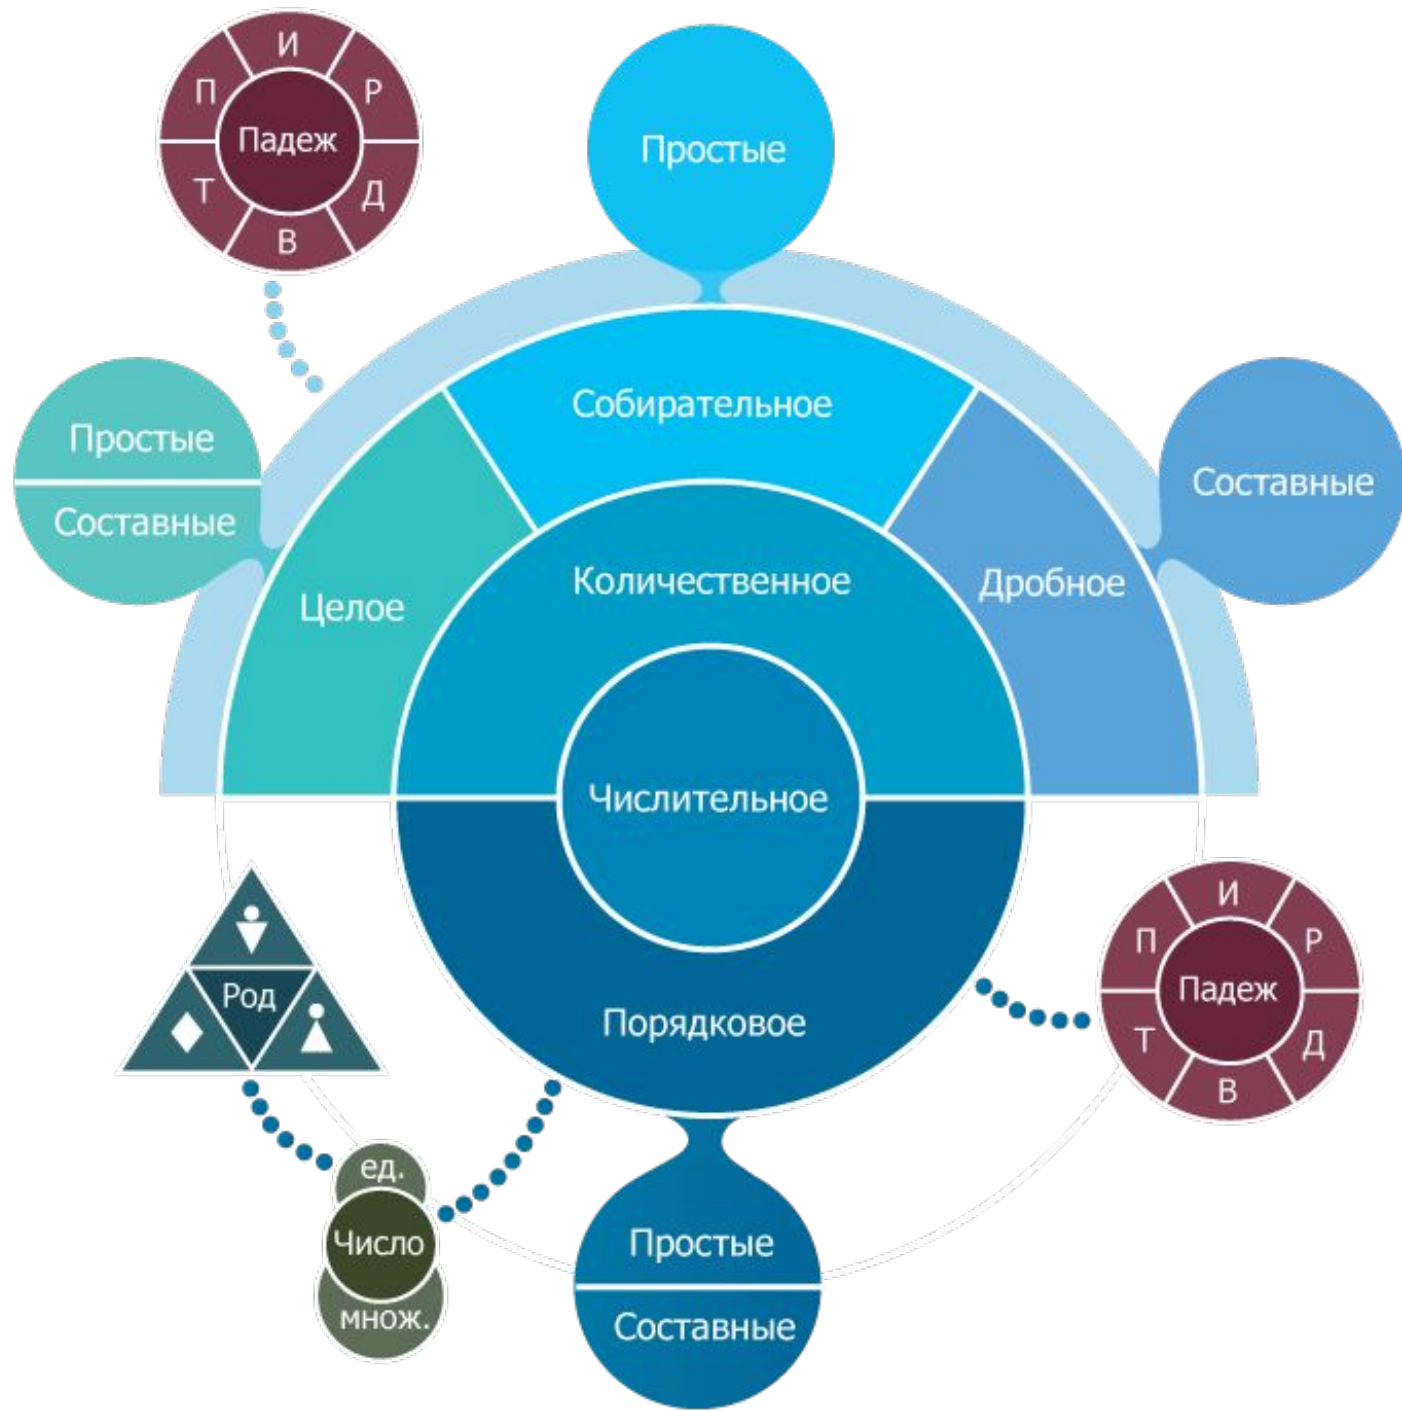 И
П
Р
Падеж
Т
Д
В
Простые
Собирательное
Простые
Составные
Составные
Количественное
Дробное
Целое
Числительное
И
П
Р
Падеж
Т
Д
В
Род
Порядковое
ед.
Число
множ.
Простые
Составные